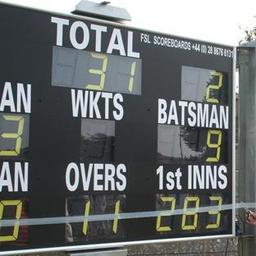 TOTAL FSL SCOREBOARDS +44 (0) 28 8676 8131
31 2
AN WKTS BATSMAN
3 9
AN OVERS 1st INNS
0 11 283